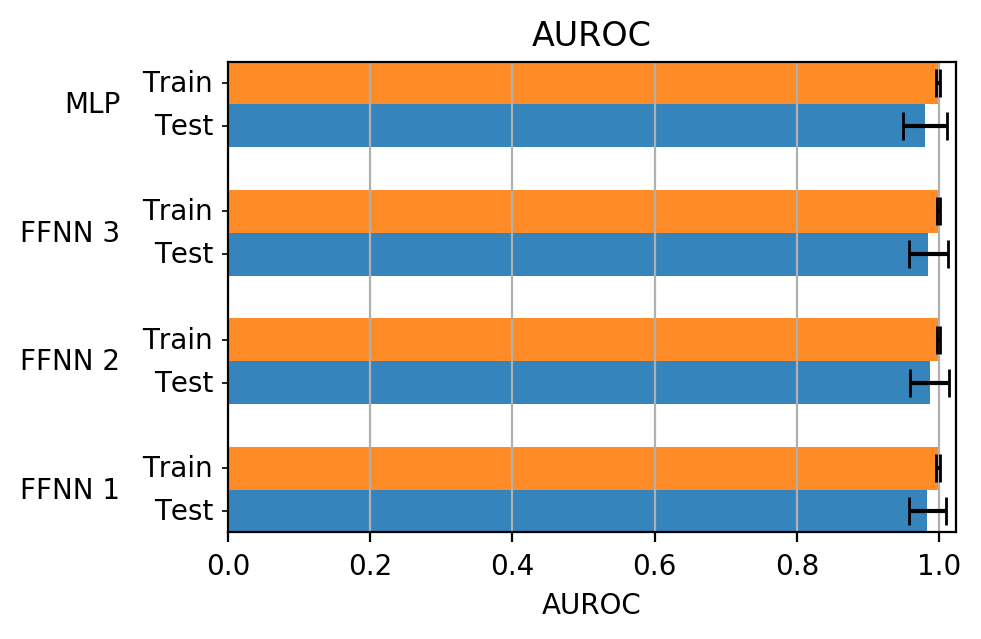 AUROC
MLP
Train
Test
FFNN 3
Train
Test
FFNN 2
Train
Test
FFNN 1
Train
Test
0.0 0.2 0.4 0.6 0.8 1.0
AUROC